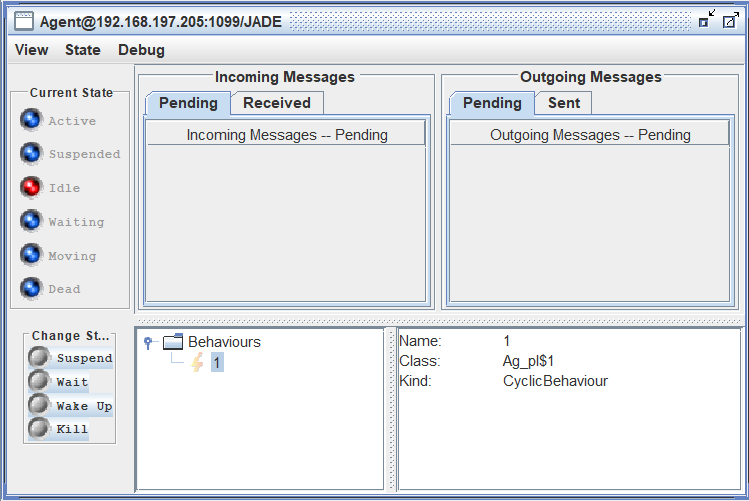 Agent@192.168.197.205:1099/JADE
View State Debug
Current State
Active
Suspended
Idle
Waiting
Moving
Dead
Incoming Messages
Pending Received
Incoming Messages -- Pending
Outgoing Messages
Pending Sent
Outgoing Messages -- Pending
Change St...
Suspend
Wait
Wake Up
Kill
Behaviours
1
Name: 1
Class: Ag_pl$1
Kind: CyclicBehaviour